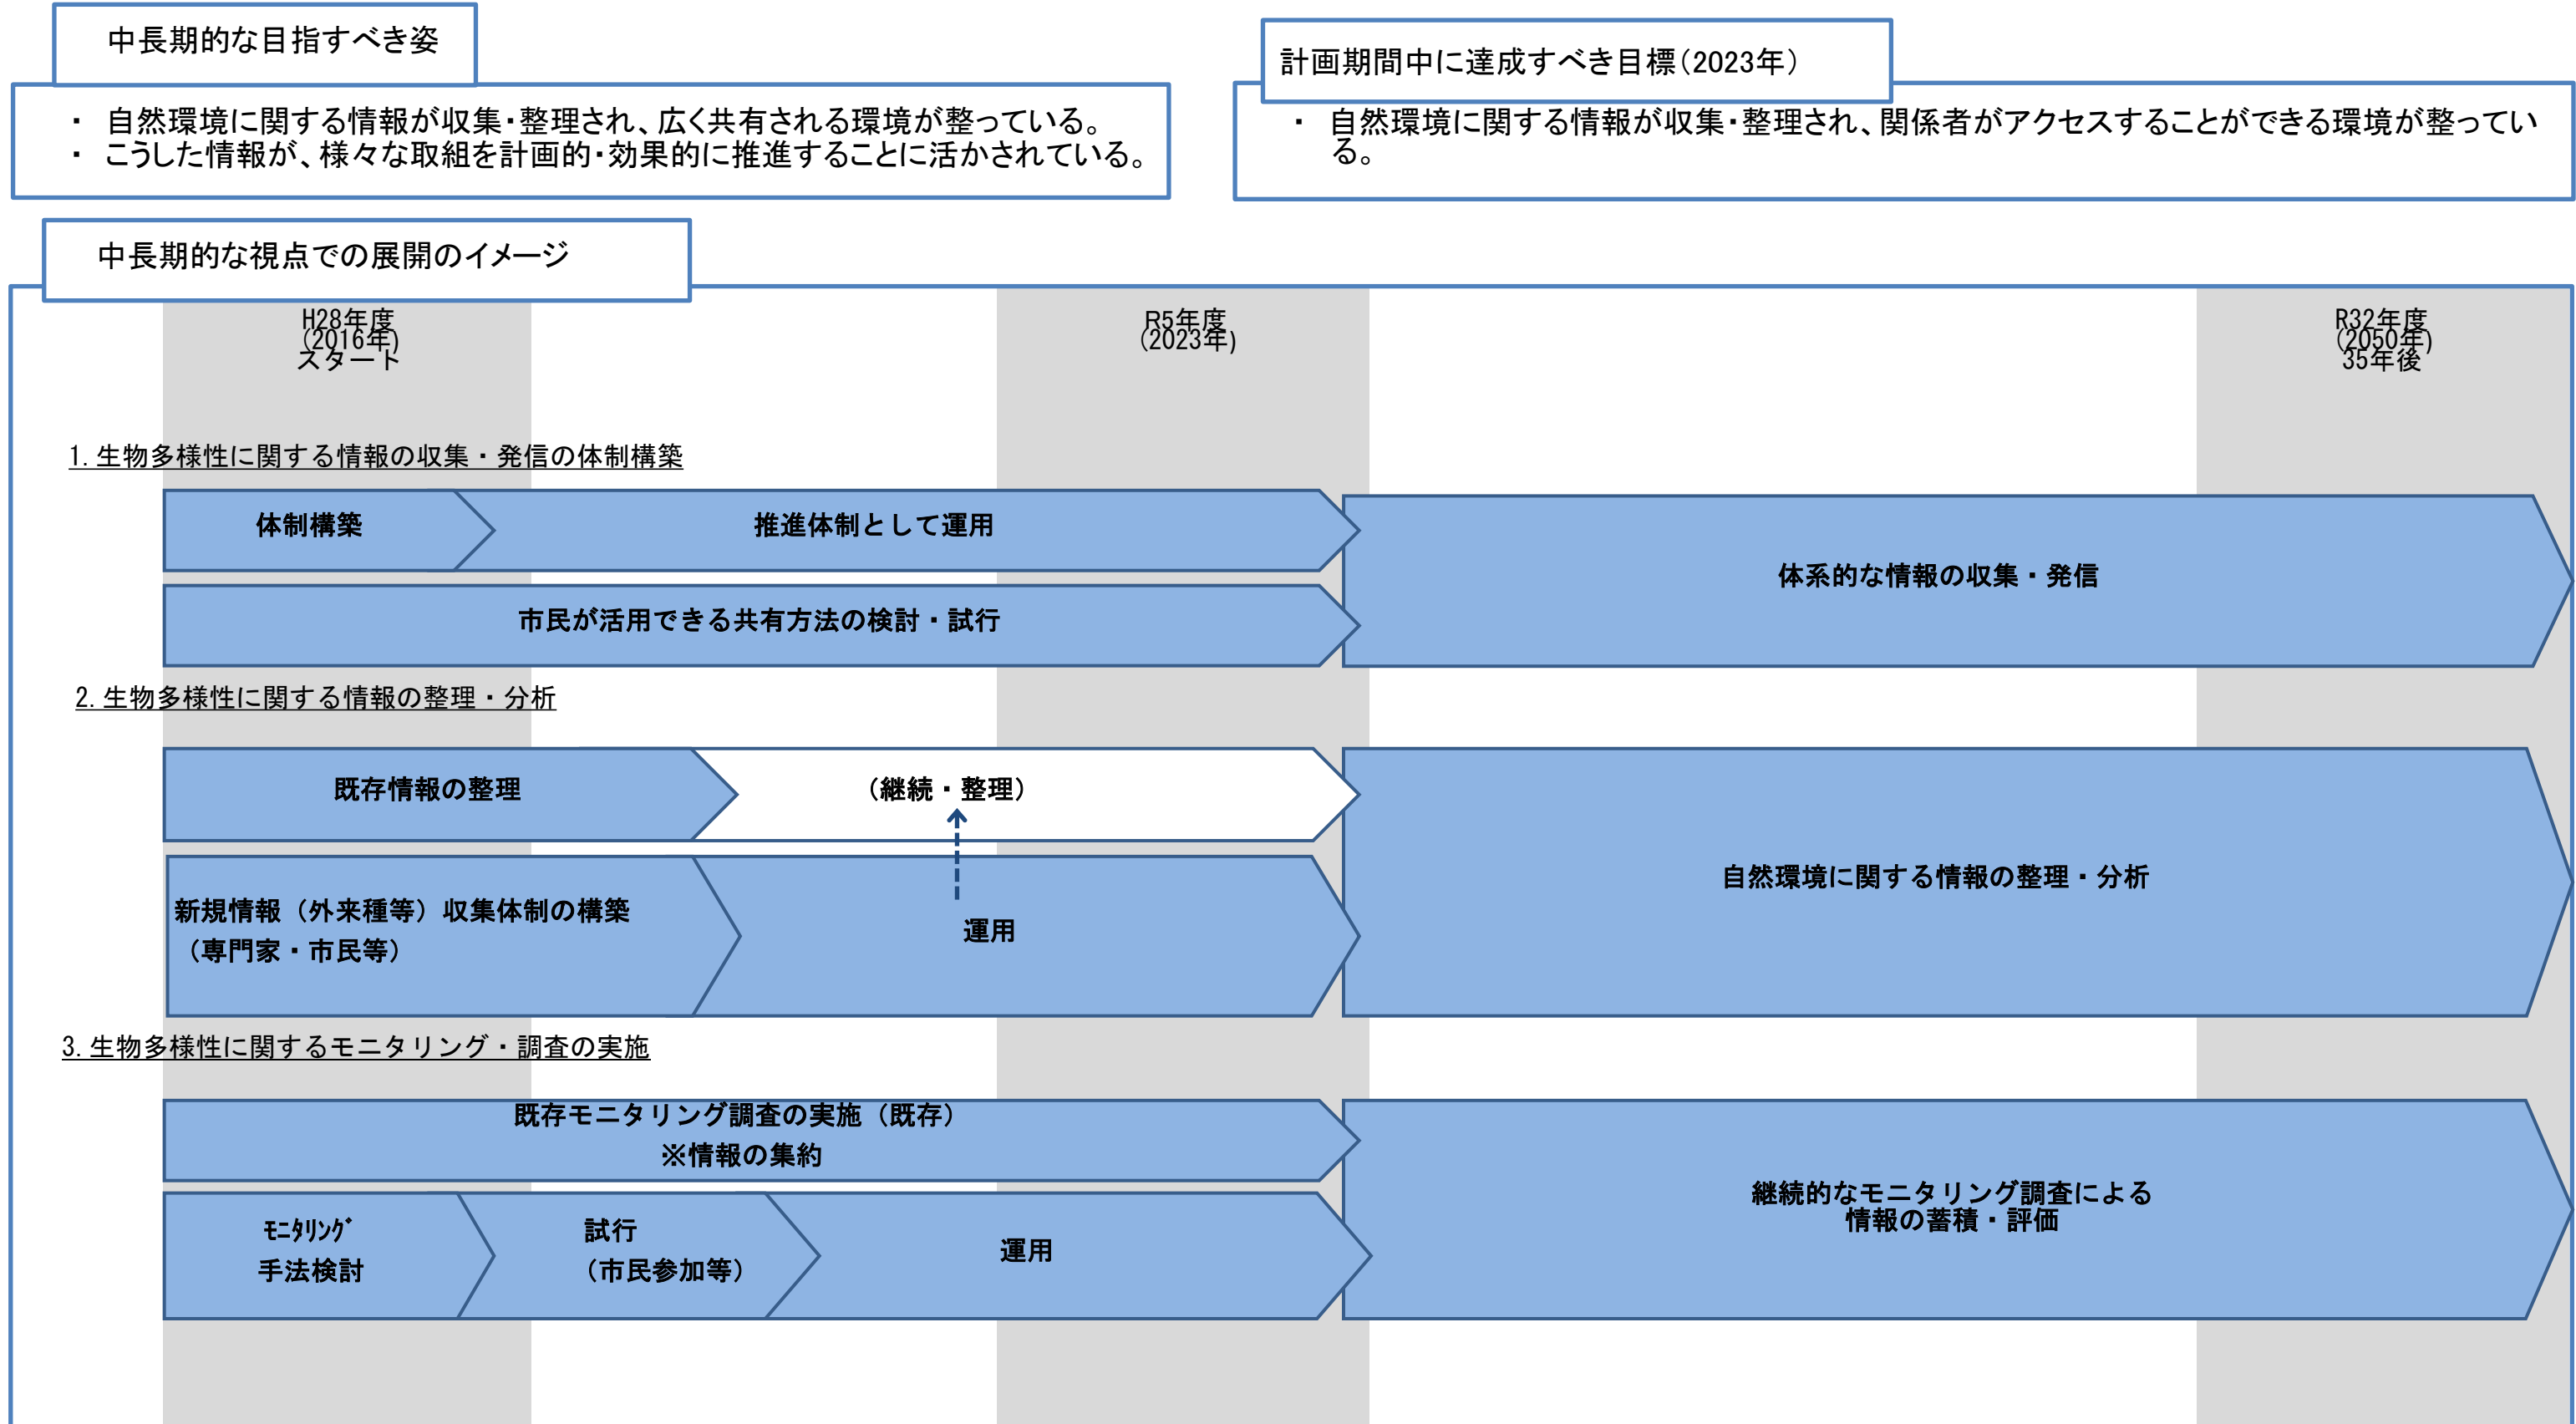 中長期的な目指すべき姿
・ 自然環境に関する情報が収集・整理され、広く共有される環境が整っている。
・ こうした情報が、様々な取組を計画的・効果的に推進することに活かされている。
計画期間中に達成すべき目標(2023年)
・ 自然環境に関する情報が収集・整理され、関係者がアクセスすることができる環境が整ってい
る。
中長期的な視点での展開のイメージ
H28年度
(2016年)
スタート
R5年度
(2023年)
R32年度
(2050年)
35年後
1.生物多様性に関する情報の収集・発信の体制構築
体制構築
推進体制として運用
市民が活用できる共有方法の検討・試行
体系的な情報の収集・発信
2.生物多様性に関する情報の整理・分析
既存情報の整理
（継続・整理）
新規情報（外来種等）収集体制の構築
（専門家・市民等）
運用
自然環境に関する情報の整理・分析
3.生物多様性に関するモニタリング・調査の実施
既存モニタリング調査の実施（既存）
※情報の集約
ﾓﾆﾀﾘﾝｸﾞ
手法検討
試行
（市民参加等）
運用
継続的なモニタリング調査による
情報の蓄積・評価